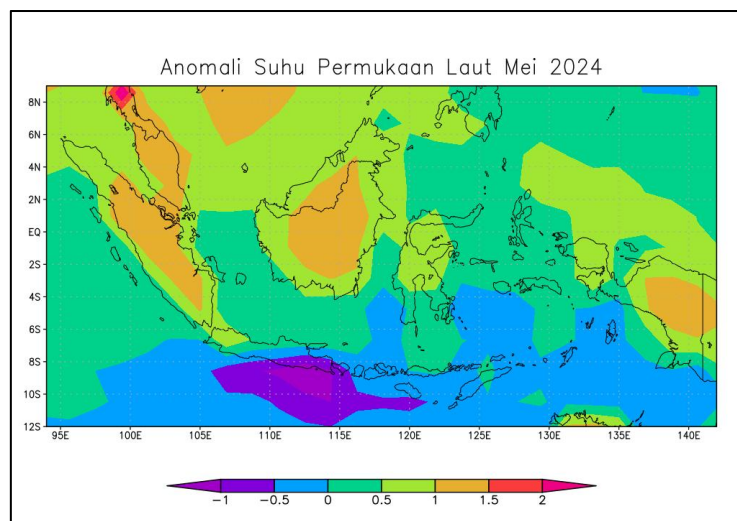 Anomali Suhu Permukaan Laut Mei 2024
8N
6N
4N
2N
EQ
2S
4S
6S
8S
10S
12S
95E 100E 105E 110E 115E 120E 125E 130E 135E 140E
-1 -0.5 0 0.5 1 1.5 2